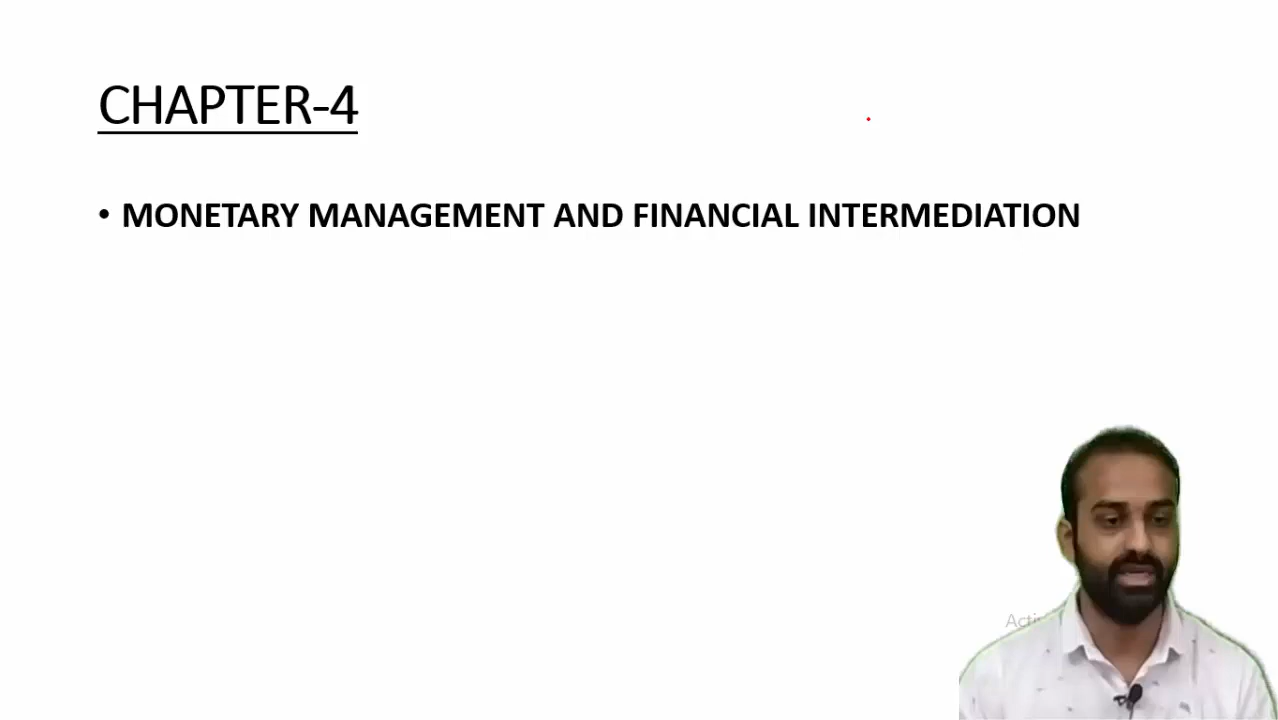 CHAPTER-4
• MONETARY MANAGEMENT AND FINANCIAL INTERMEDIATION